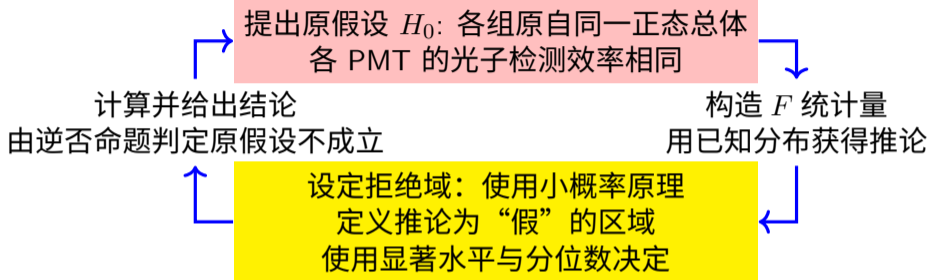 提出原假设 H₀: 各组原自同一正态总体
各 PMT 的光子检测效率相同
构造 F 统计量
用已知分布获得推论
设定拒绝域：使用小概率原理
定义推论为“假”的区域
使用显著水平与分位数决定
计算并给出结论
由逆否命题判定原假设不成立